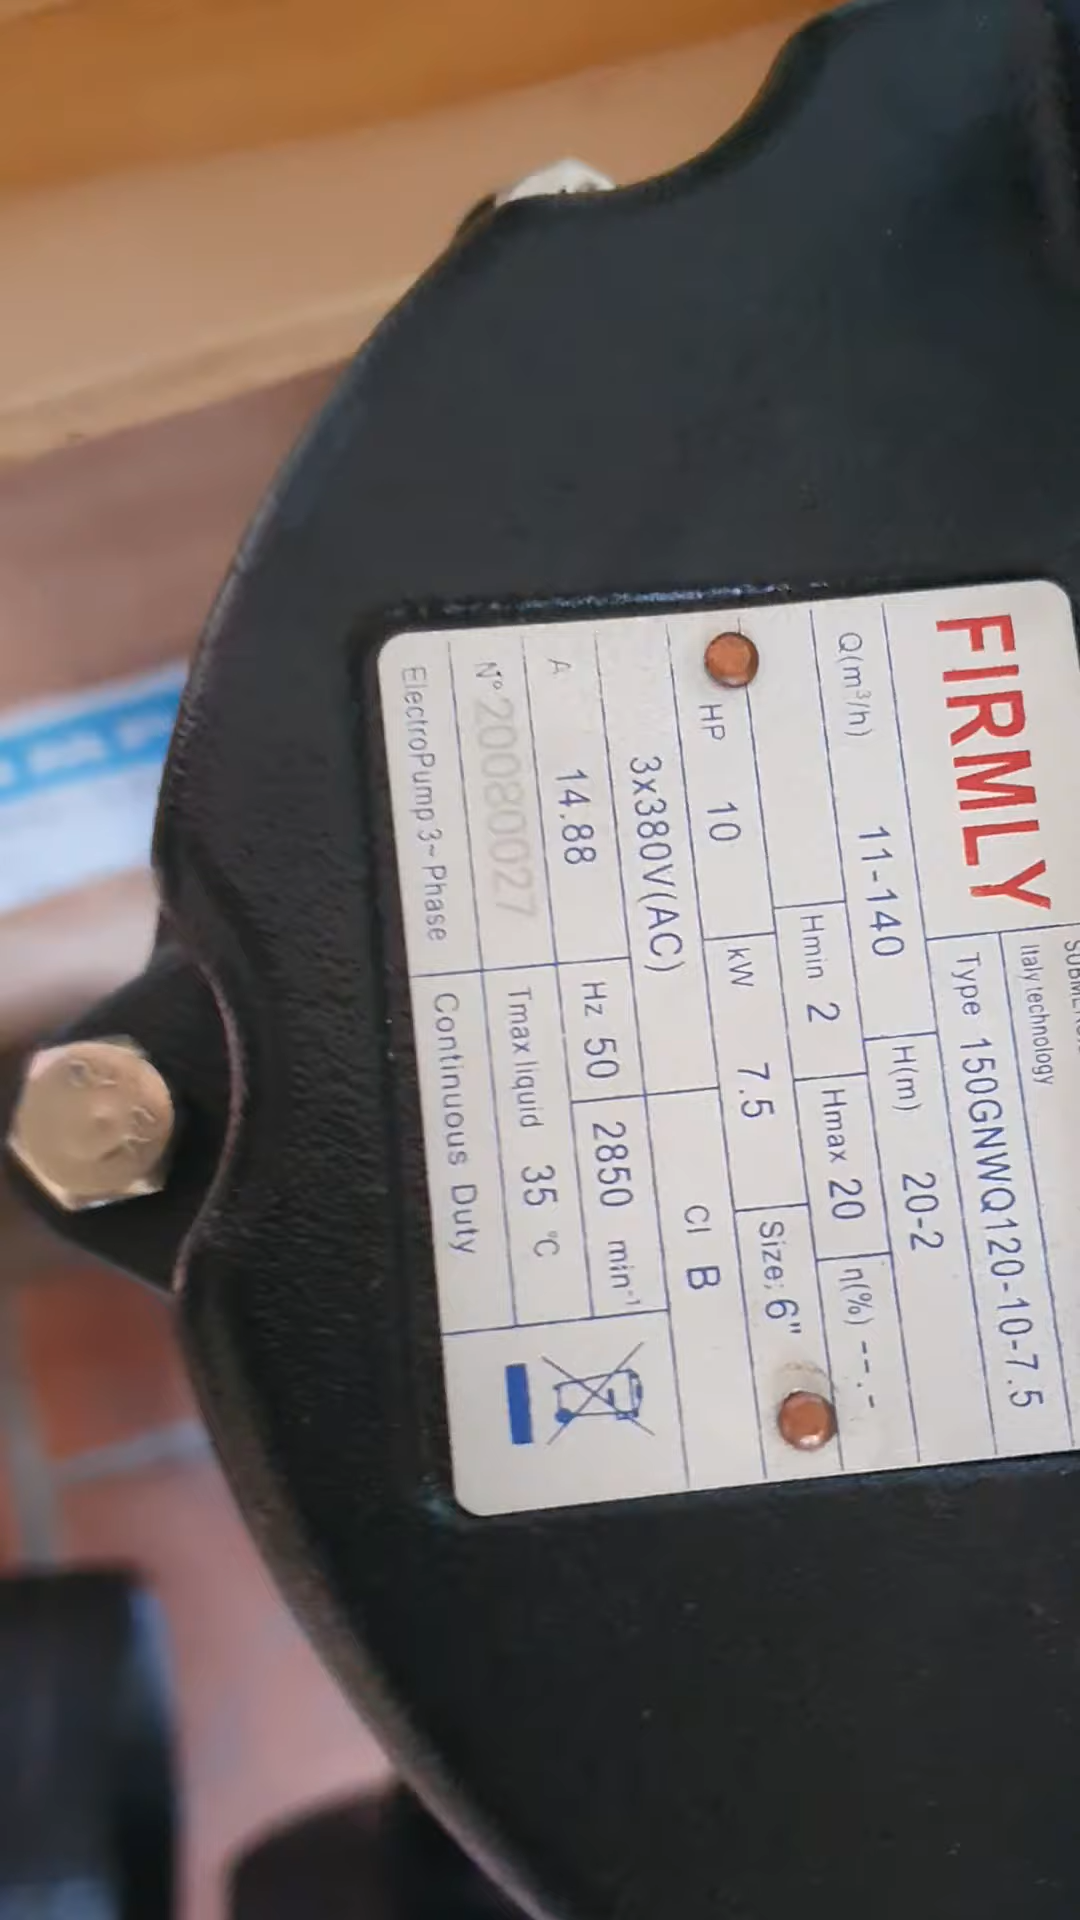 FIRMLY
Italy technology
Type 150GNWQ120-10-7.5
Q(m³/h) 11-140 H(m) 20-2
Hmin 2 Hmax 20 η(%) --.-
HP 10 kW 7.5 Size; 6"
3x380V(AC) Cl B
A 14.88 Hz 50 2850 min⁻¹
N° 20080027 Tmax liquid 35 °C
ElectroPump 3~Phase Continuous Duty